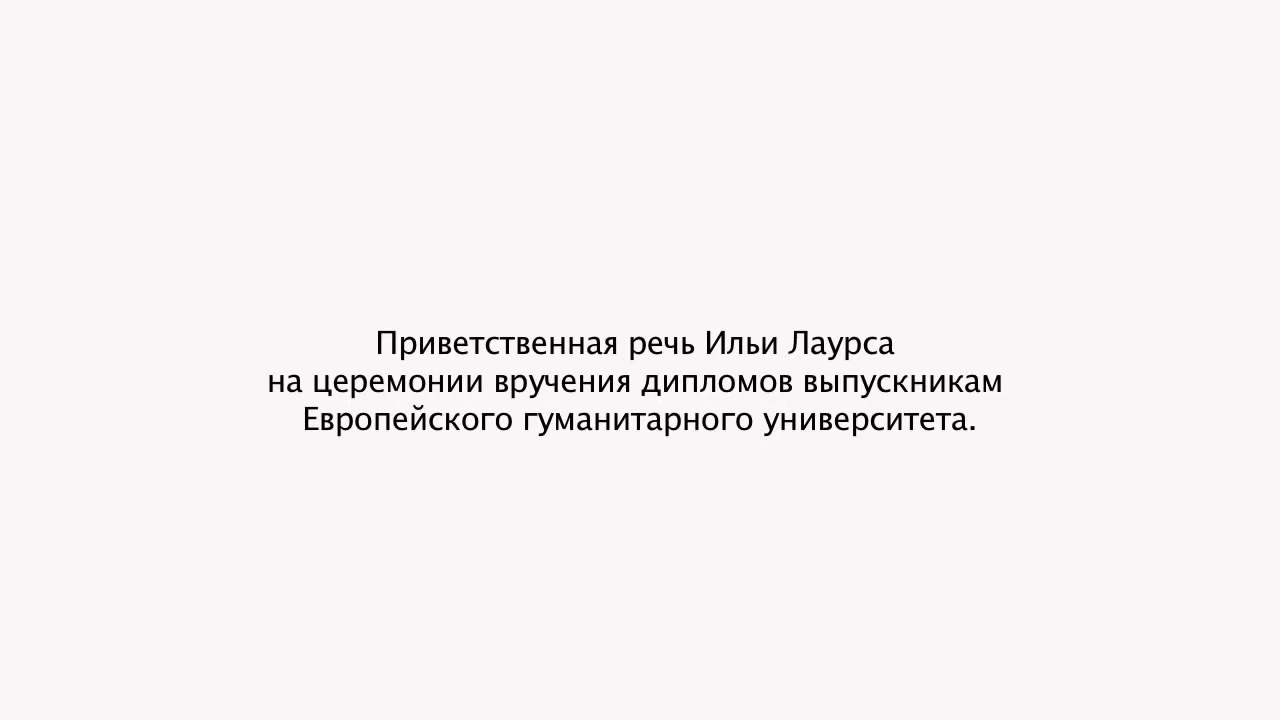 Приветственная речь Ильи Лаурса
на церемонии вручения дипломов выпускникам
Европейского гуманитарного университета.